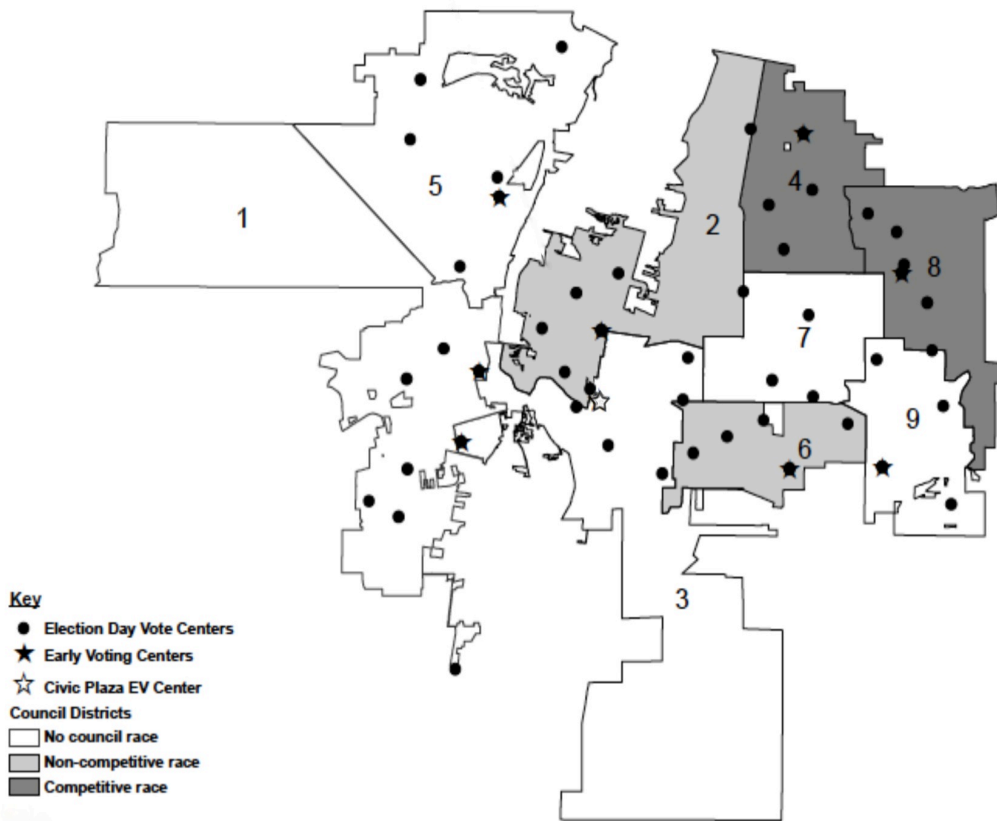 1
5
2
4
8
7
9
6
3
Key
Election Day Vote Centers
Early Voting Centers
Civic Plaza EV Center
Council Districts
No council race
Non-competitive race
Competitive race